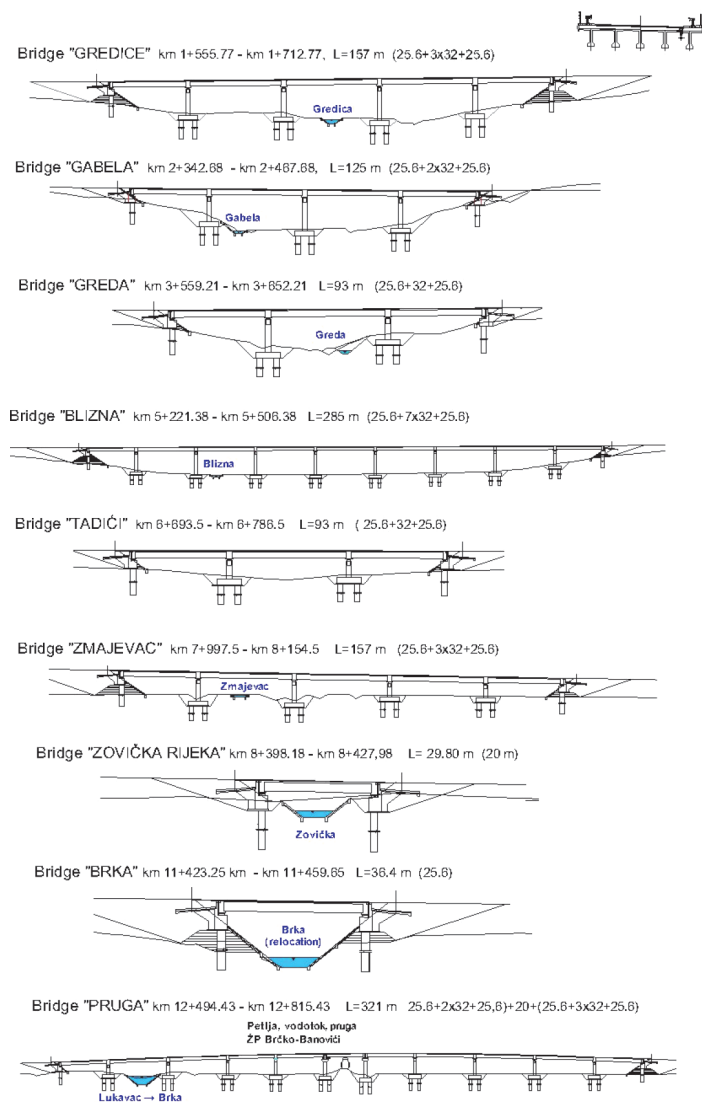 Bridge "GREDICE" km 1+555.77 - km 1+712.77, L=157 m (25.6+3x32+25.6)
Gredica
Bridge "GABELA" km 2+342.68 - km 2+467.68, L=125 m (25.6+2x32+25.6)
Gabela
Bridge "GREDA" km 3+559.21 - km 3+652.21 L=93 m (25.6+32+25.6)
Greda
Bridge "BLIZNA" km 5+221.38 - km 5+506.38 L=285 m (25.6+7x32+25.6)
Blizna
Bridge "TADIĆI" km 6+693.5 - km 6+786.5 L=93 m ( 25.6+32+25.6)
Bridge "ZMAJEVAC" km 7+997.5 - km 8+154.5 L=157 m (25.6+3x32+25.6)
Zmajevac
Bridge "ZOVIČKA RIJEKA" km 8+398.18 - km 8+427,98 L= 29.80 m (20 m)
Zovička
Bridge "BRKA" km 11+423.25 km - km 11+459.65 L=36.4 m (25.6)
Brka
(relocation)
Bridge "PRUGA" km 12+494.43 - km 12+815.43 L=321 m 25.6+2x32+25,6)+20+(25.6+3x32+25.6)
Petlja, vodotok, pruga
ŽP Brčko-Banovići
Lukavac → Brka